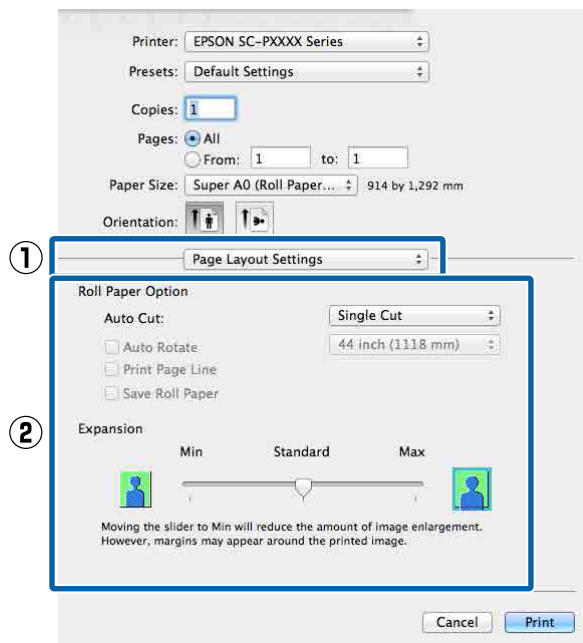 Printer: EPSON SC-PXXXX Series
Presets: Default Settings
Copies: 1
Pages: All
From: 1 to: 1
Paper Size: Super A0 (Roll Paper... 914 by 1,292 mm
Orientation:
① Page Layout Settings
②
Roll Paper Option
Auto Cut: Single Cut
Auto Rotate 44 inch (1118 mm)
Print Page Line
Save Roll Paper
Expansion
Min Standard Max
Moving the slider to Min will reduce the amount of image enlargement.
However, margins may appear around the printed image.
Cancel Print